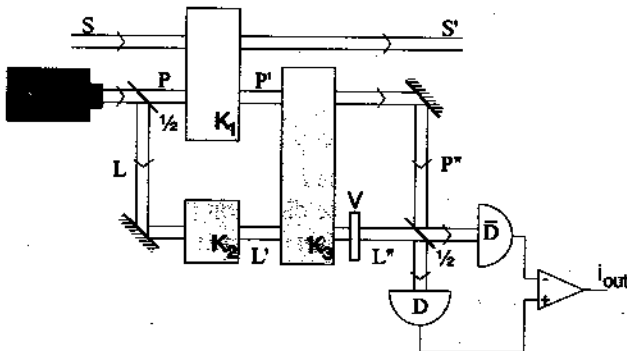 S
S'
P
P'
K₁
½
L
P"
V
D̄
K₂
L'
K₃
L"
½
D
-
+
i_out